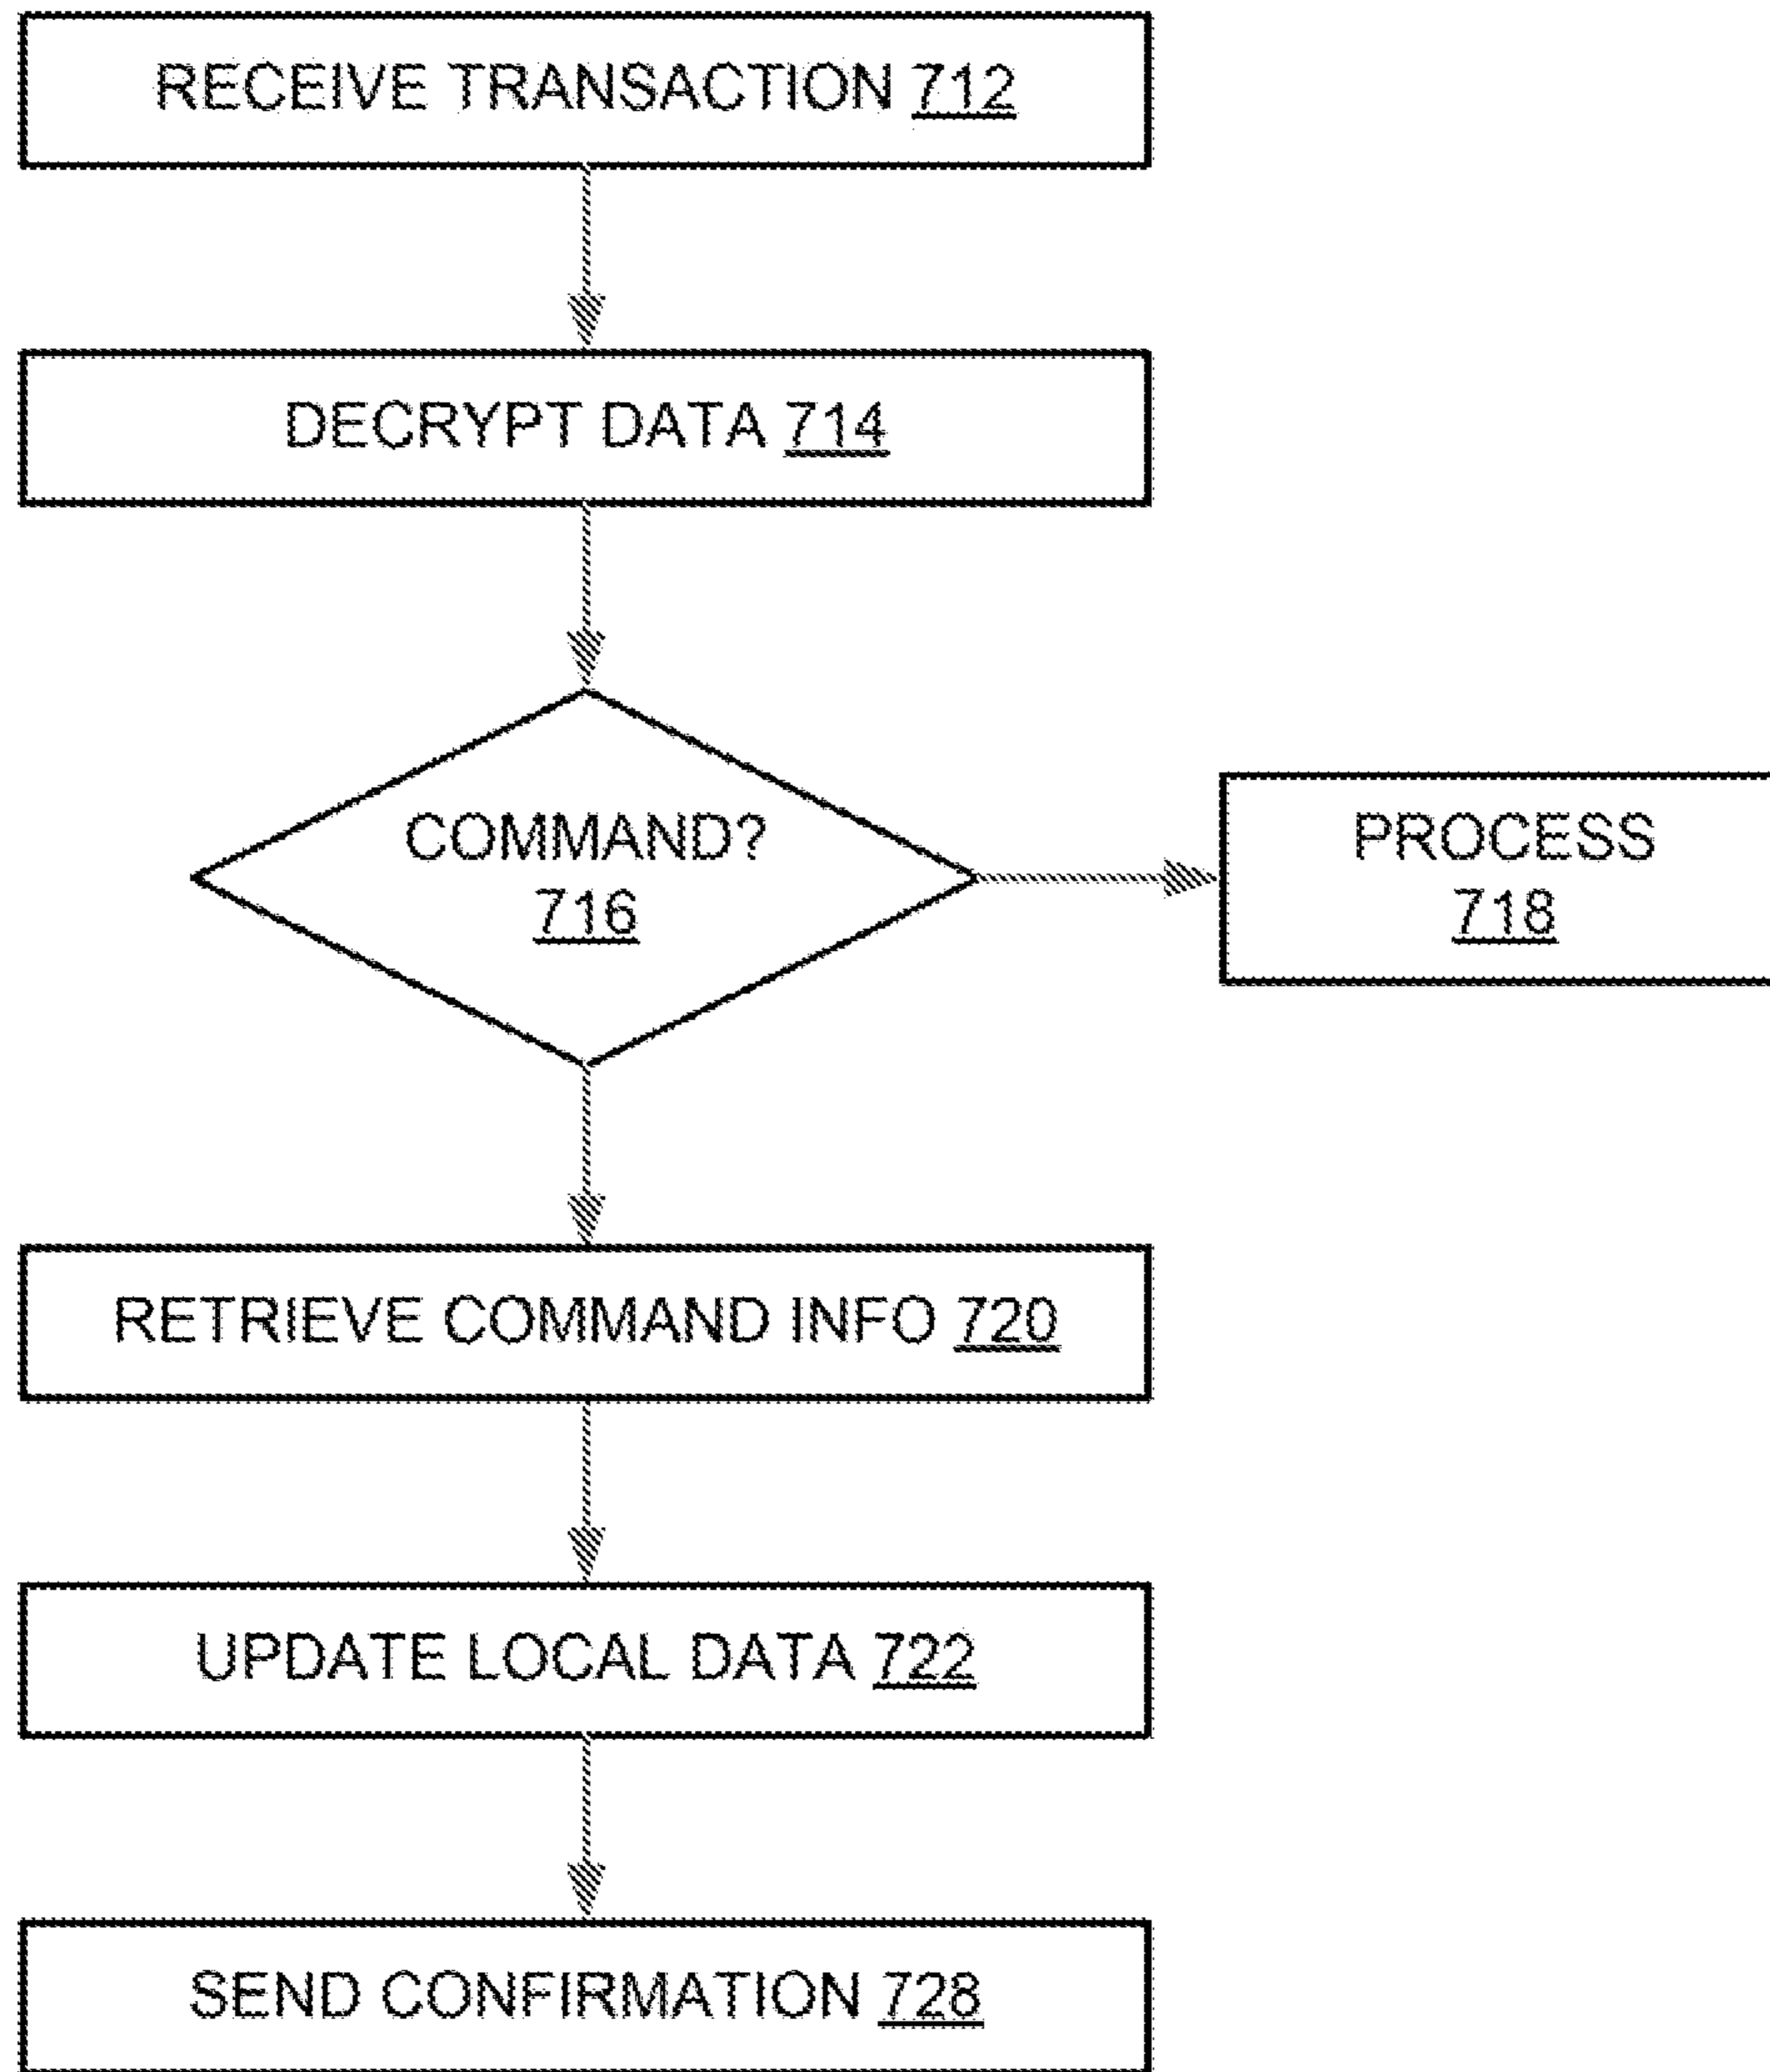 RECEIVE TRANSACTION 712
DECRYPT DATA 714
COMMAND?
716
PROCESS
718
RETRIEVE COMMAND INFO 720
UPDATE LOCAL DATA 722
SEND CONFIRMATION 728